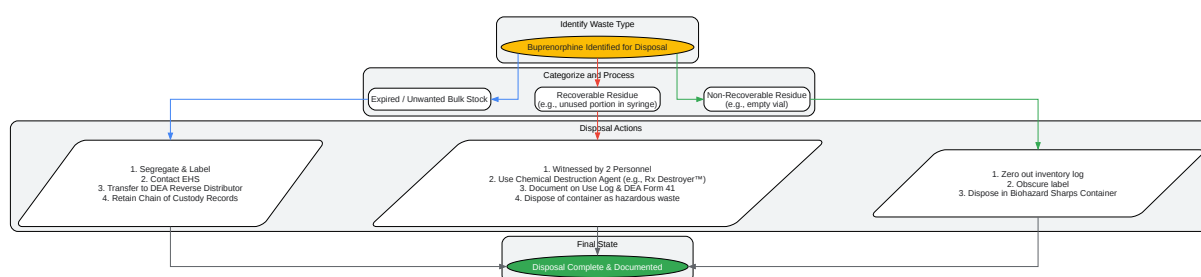 Identify Waste Type
Buprenorphine Identified for Disposal
Categorize and Process
Expired / Unwanted Bulk Stock
Recoverable Residue
(e.g., unused portion in syringe)
Non-Recoverable Residue
(e.g., empty vial)
Disposal Actions
1. Segregate & Label
2. Contact EHS
3. Transfer to DEA Reverse Distributor
4. Retain Chain of Custody Records
1. Witnessed by 2 Personnel
2. Use Chemical Destruction Agent (e.g., Rx Destroyer™)
3. Document on Use Log & DEA Form 41
4. Dispose of container as hazardous waste
1. Zero out inventory log
2. Obscure label
3. Dispose in Biohazard Sharps Container
Final State
Disposal Complete & Documented